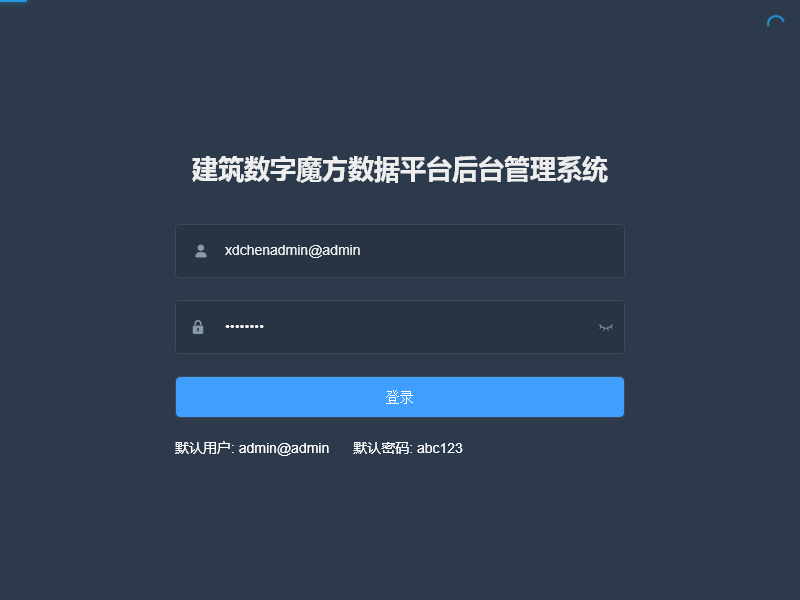 建筑数字魔方数据平台后台管理系统
xdchenadmin@admin
••••••••
登录
默认用户: admin@admin 默认密码: abc123